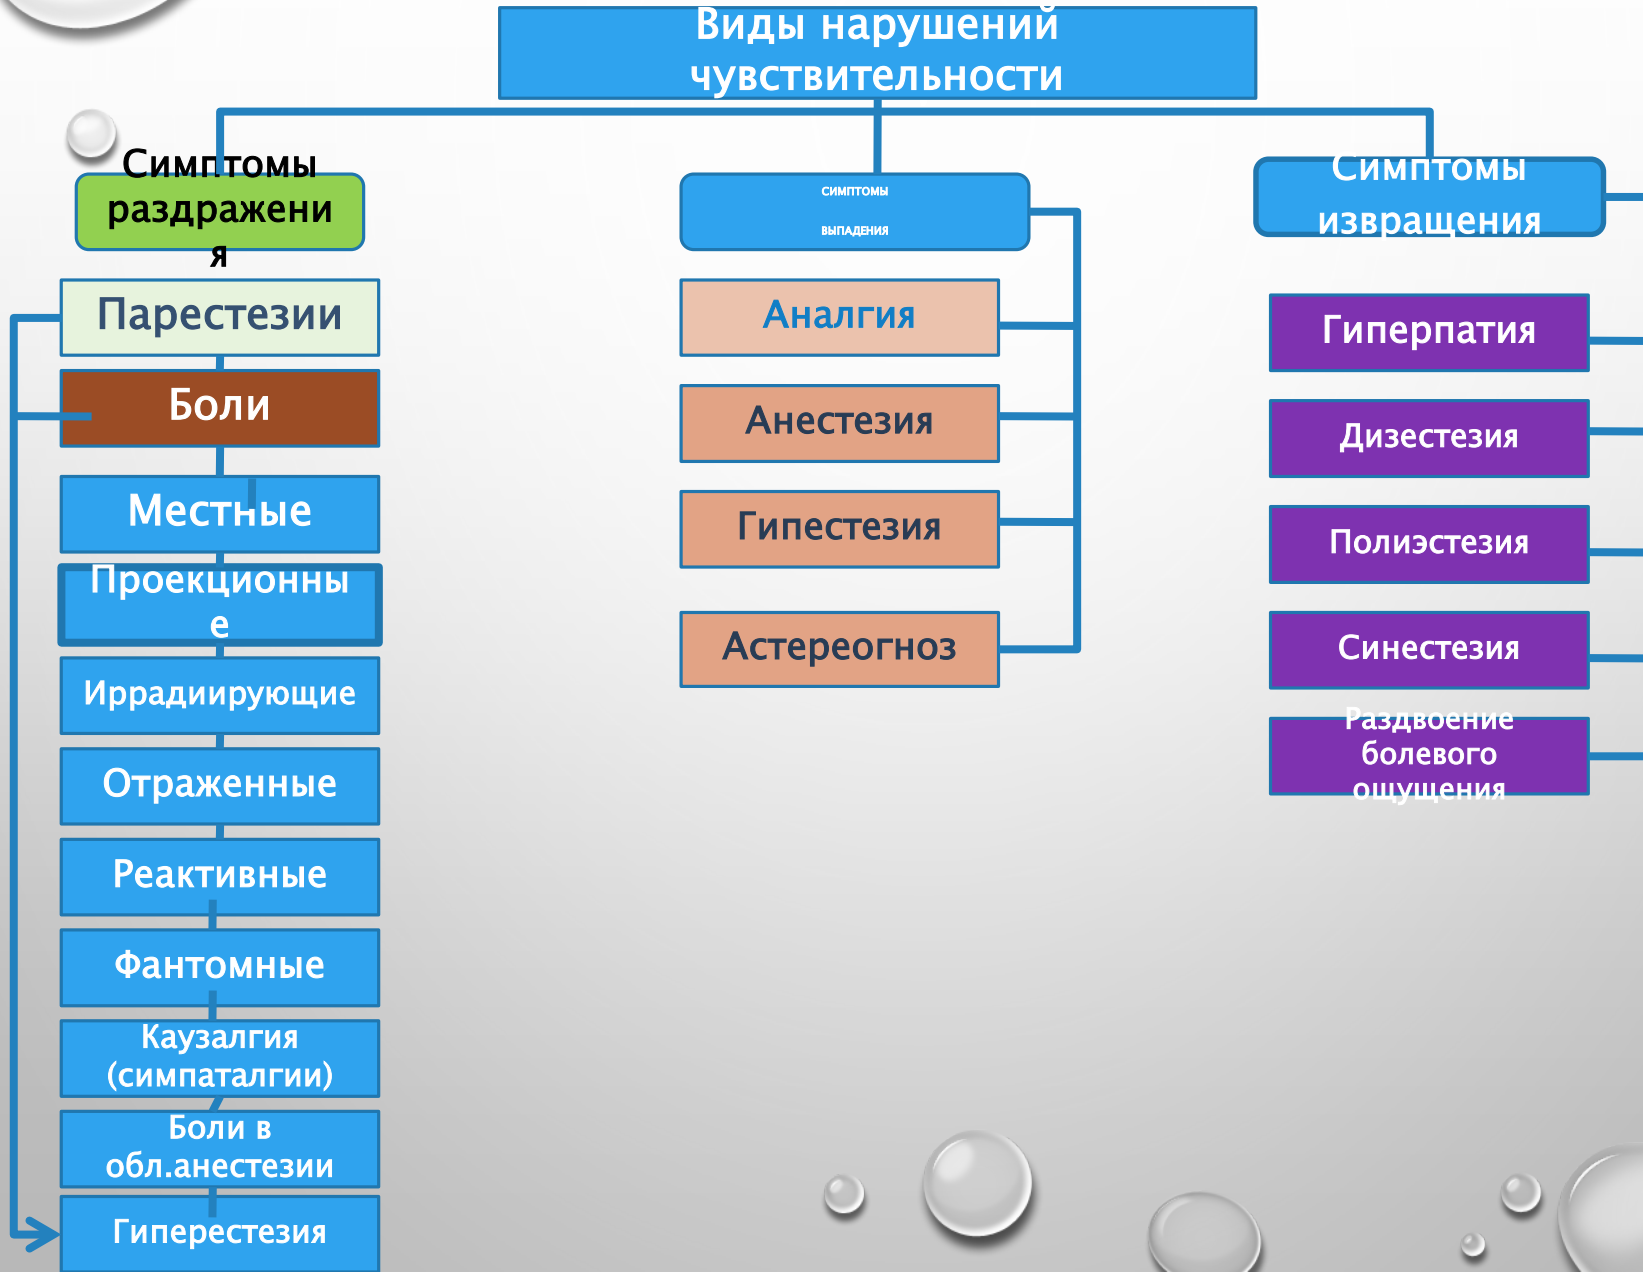 Виды нарушений
чувствительности
Симптомы
раздражени
я
Парестезии
Боли
Местные
Проекционны
е
Иррадиирующие
Отраженные
Реактивные
Фантомные
Каузалгия
(симпаталгии)
Боли в
обл.анестезии
Гиперестезия
СИМПТОМЫ
ВЫПАДЕНИЯ
Аналгия
Анестезия
Гипестезия
Астереогноз
Симптомы
извращения
Гиперпатия
Дизестезия
Полиэстезия
Синестезия
Раздвоение
болевого
ощущения